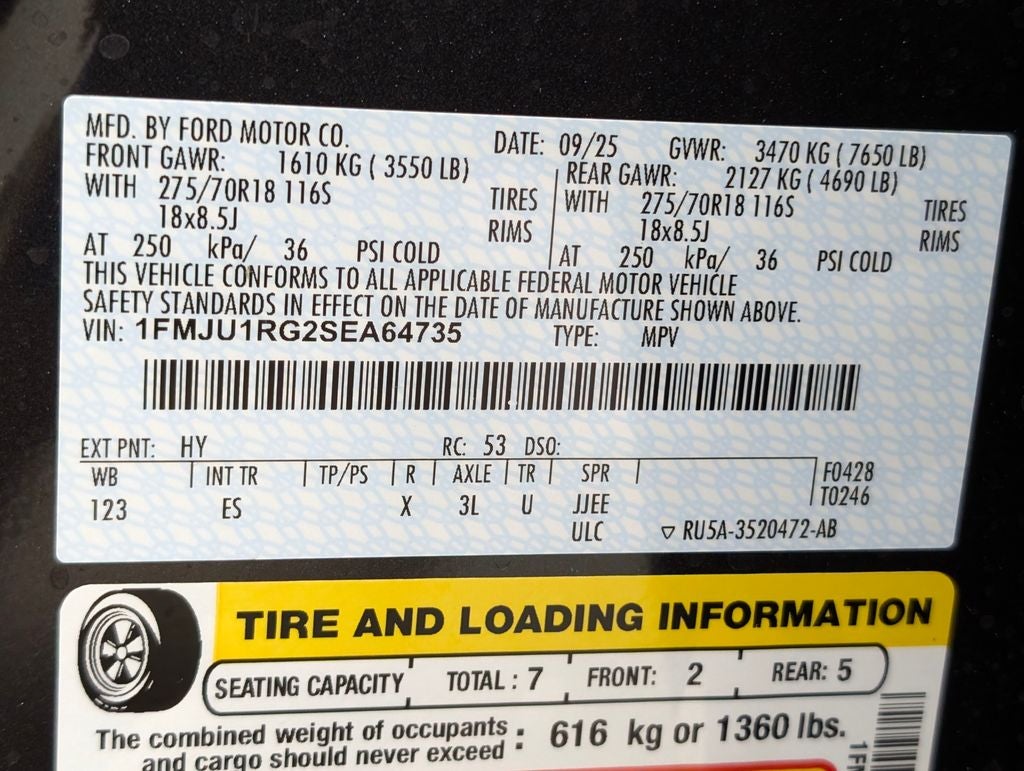 MFD. BY FORD MOTOR CO. DATE: 09/25 GVWR: 3470 KG ( 7650 LB)
FRONT GAWR: 1610 KG ( 3550 LB) REAR GAWR: 2127 KG ( 4690 LB)
WITH 275/70R18 116S TIRES WITH 275/70R18 116S TIRES
18x8.5J RIMS 18x8.5J RIMS
AT 250 kPa/ 36 PSI COLD AT 250 kPa/ 36 PSI COLD
THIS VEHICLE CONFORMS TO ALL APPLICABLE FEDERAL MOTOR VEHICLE
SAFETY STANDARDS IN EFFECT ON THE DATE OF MANUFACTURE SHOWN ABOVE.
VIN: 1FMJU1RG2SEA64735 TYPE: MPV
EXT PNT: HY RC: 53 DSO:
WB INT TR TP/PS R AXLE TR SPR F0428
123 ES X 3L U JJEE T0246
ULC ▽ RU5A-3520472-AB
TIRE AND LOADING INFORMATION
SEATING CAPACITY TOTAL : 7 FRONT: 2 REAR: 5
The combined weight of occupants
and cargo should never exceed : 616 kg or 1360 lbs.